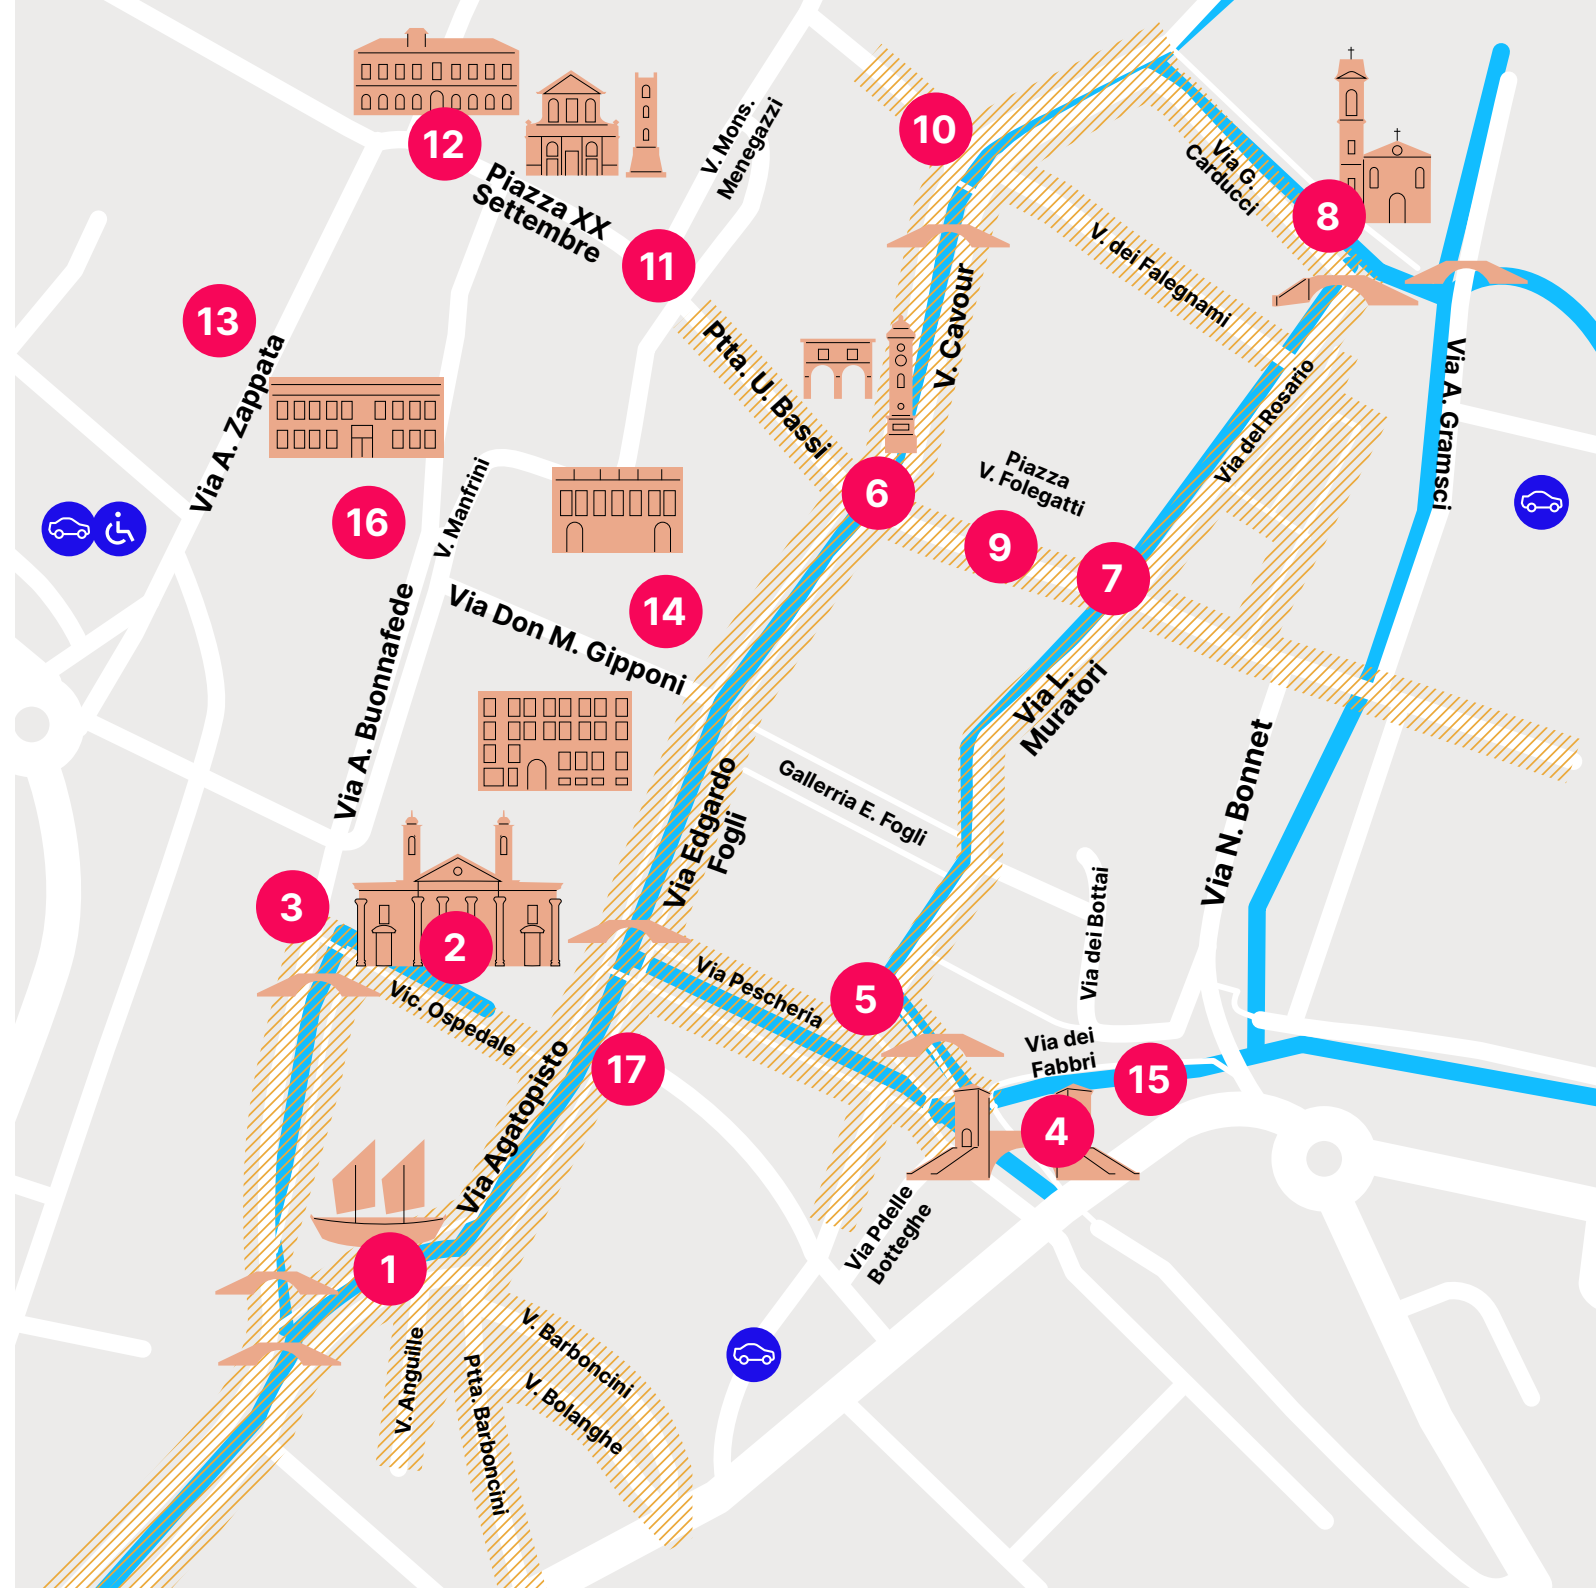 10
12
V. Mons.
Menegazzi
Via G.
Carducci
Piazza XX
Settembre
8
11
V. dei Falegnami
13
V. Cavour
Ptta. U. Bassi
Via A. Zappata
Via del Rosario
Via A. Gramsci
Piazza
V. Folegatti
6
16
V. Manfrini
9
7
14
Via Don M. Gipponi
Via A. Buonnafede
Via L.
Muratori
Via N. Bonnet
Gallerria E. Fogli
Via Edgardo
Fogli
3
2
Via dei Bottai
Via Pescheria
5
Vic. Ospedale
Via dei
Fabbri
17
15
4
Via Agatopisto
Via Pdelle
Botteghe
1
V. Barboncini
V. Anguille
Ptta. Barboncini
V. Bolanghe